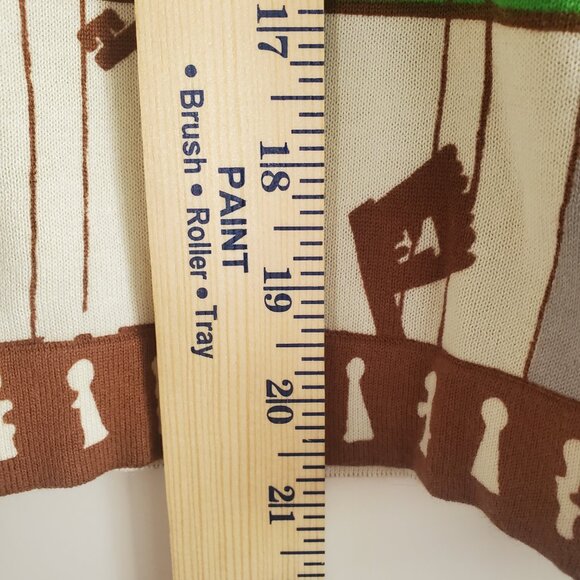 17
18
19
20
21
PAINT
• Brush • Roller • Tray